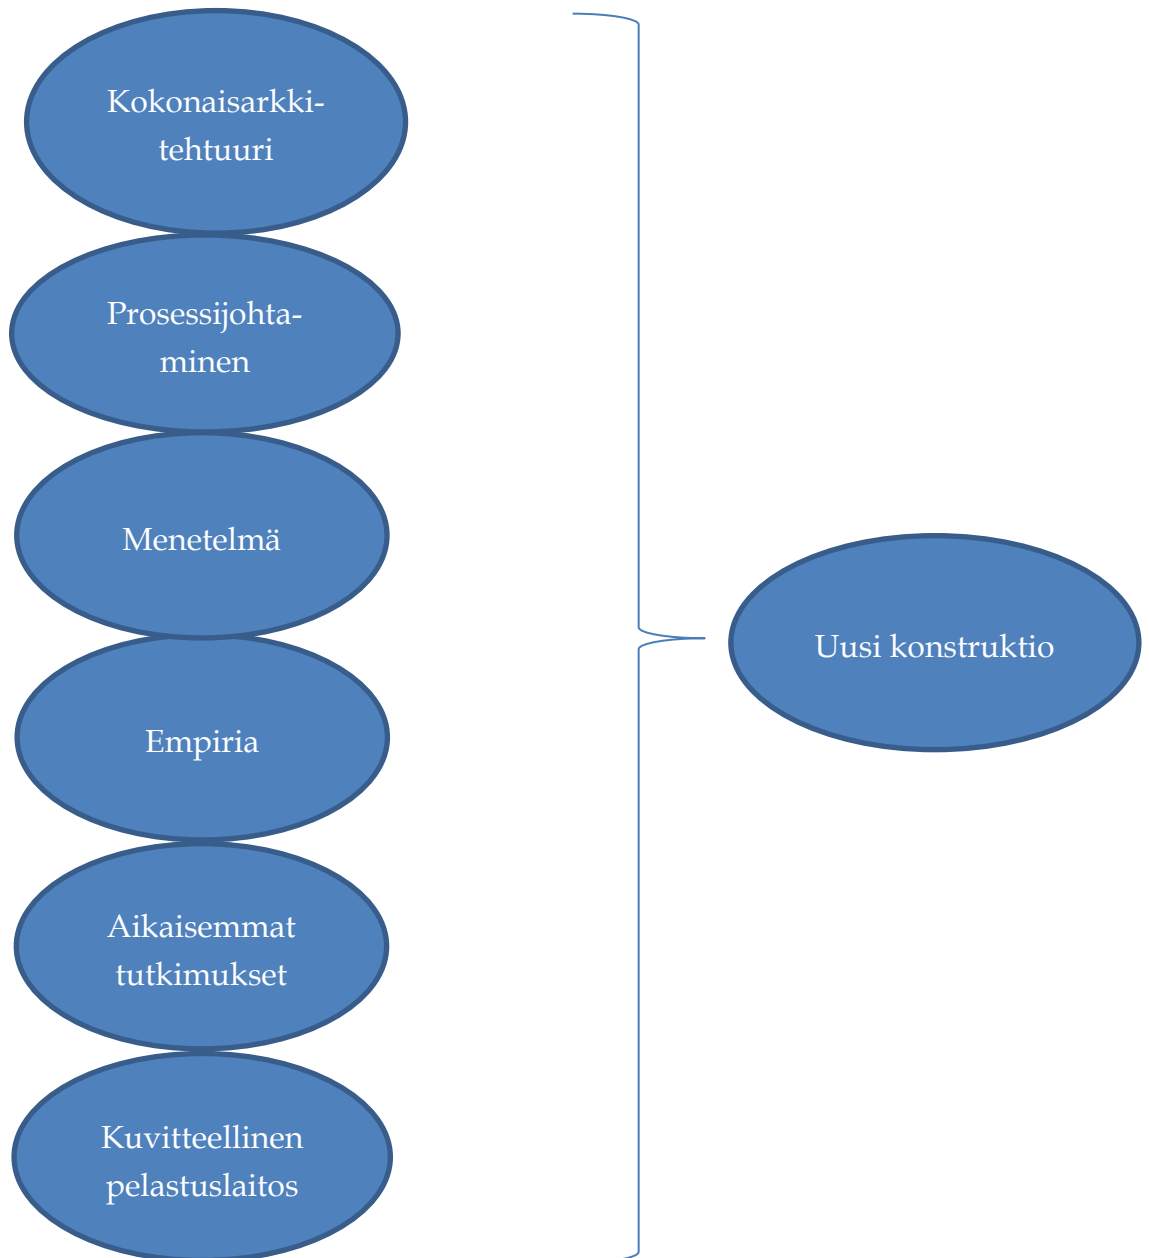 Kokonaisarkki-
tehtuuri
Prosessijohta-
minen
Menetelmä
Empiria
Aikaisemmat
tutkimukset
Kuvitteellinen
pelastuslaitos
Uusi konstruktio